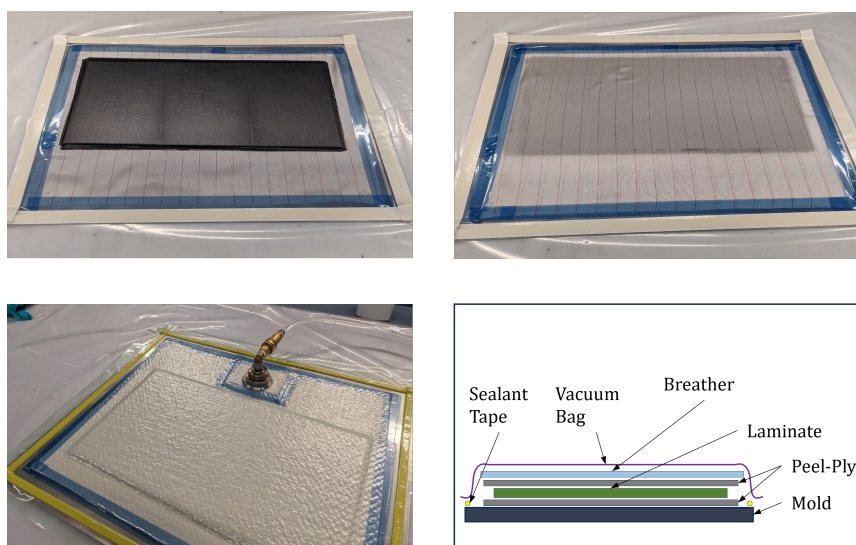 Sealant
Tape
Vacuum
Bag
Breather
Laminate
Peel-Ply
Mold